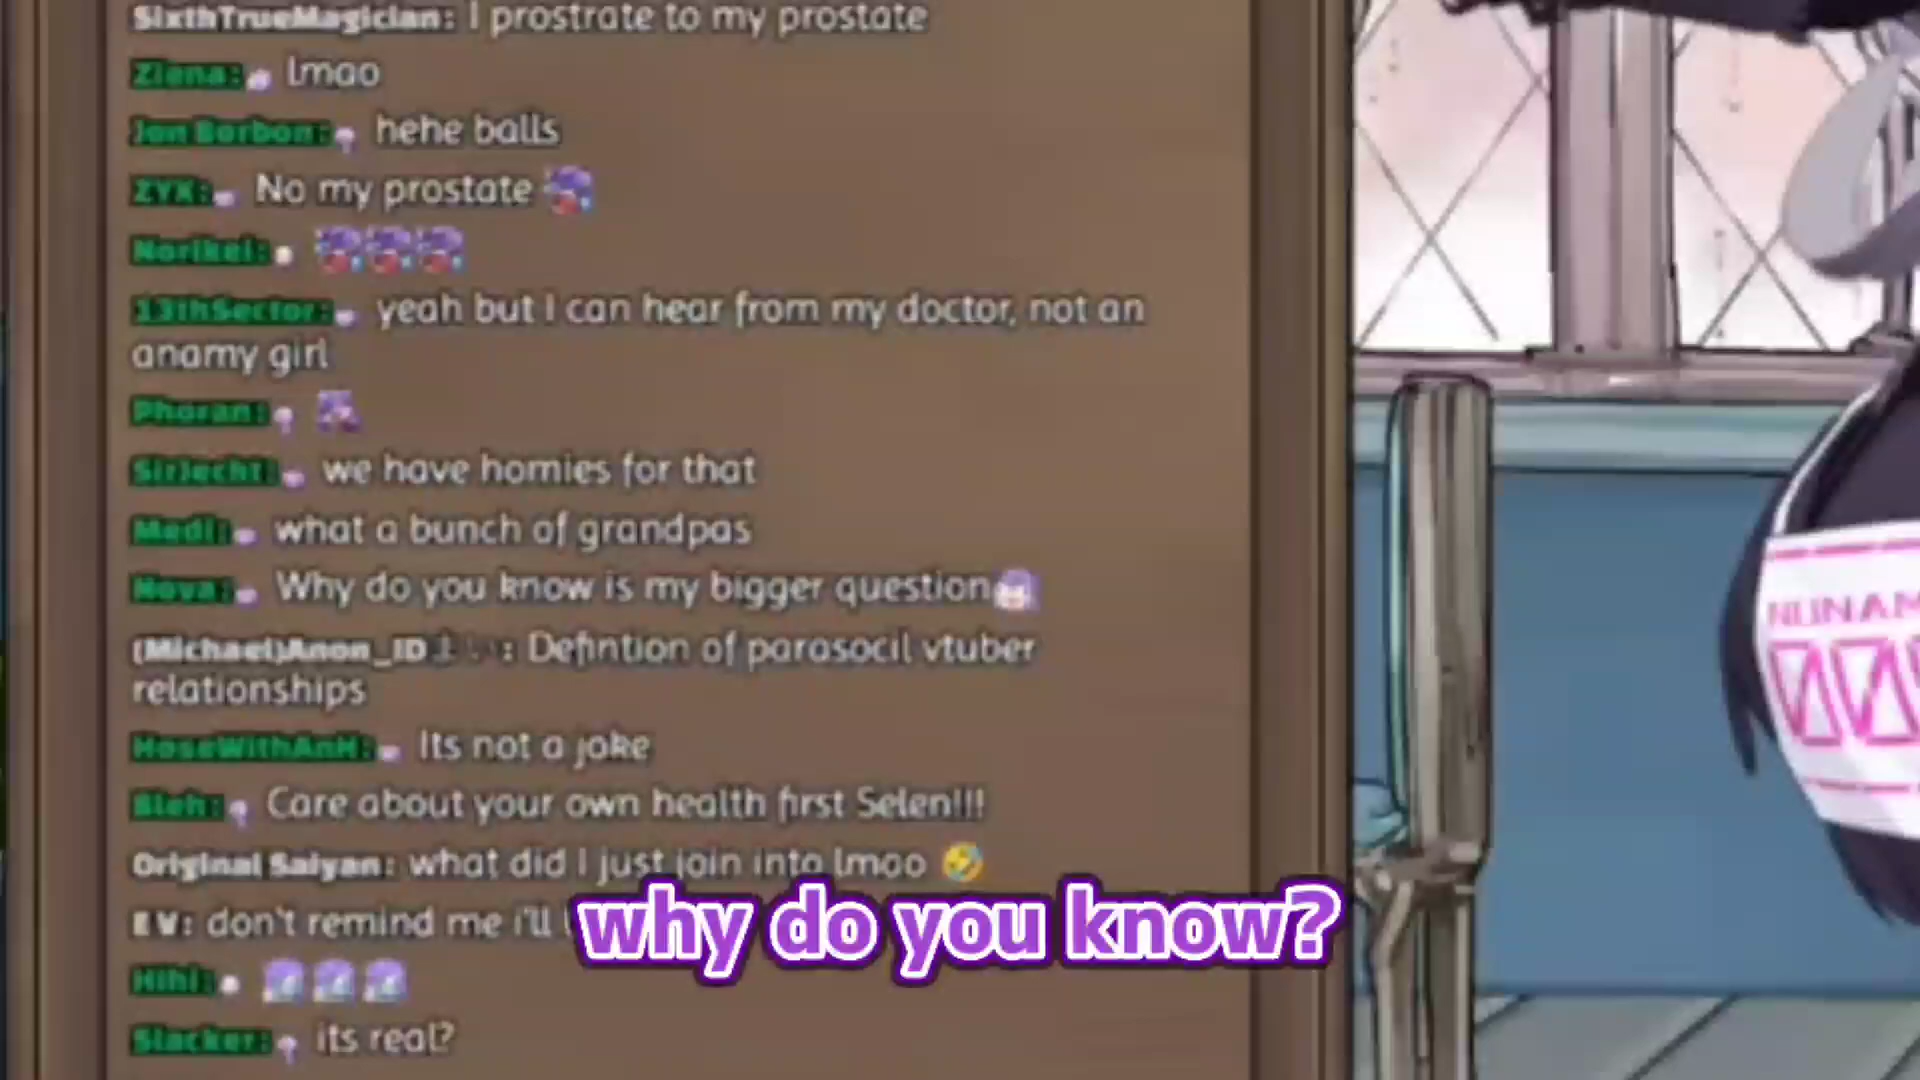 SixthTrueMagician: I prostrate to my prostate
Ziena: lmao
Jon Borbon: hehe balls
ZYX: No my prostate
Norikei:
13thSector: yeah but I can hear from my doctor, not an
anamy girl
Phoran:
SirJecht: we have homies for that
Medi: what a bunch of grandpas
Nova: Why do you know is my bigger question
(Michael)Anon_ID : Defintion of parasocil vtuber
relationships
HoseWithAnH: Its not a joke
Bleh: Care about your own health first Selen!!!
Original Saiyan: what did I just join into lmao 🤣
EV: don't remind me i'll
why do you know?
Hihi:
Slacker: its real?
NUNAM